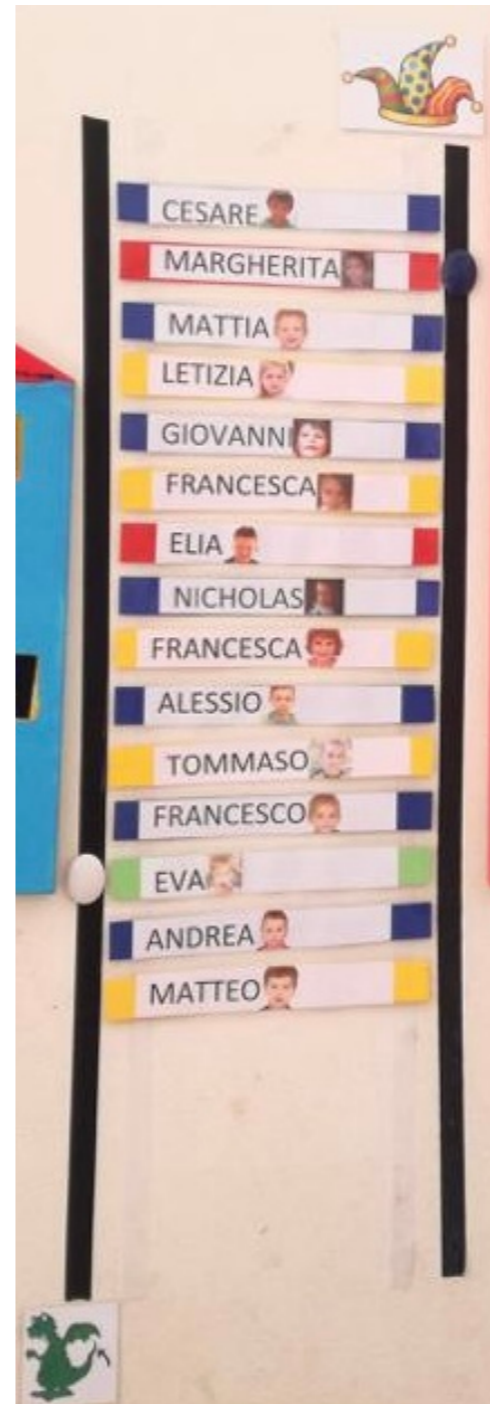 CESARE
MARGHERITA
MATTIA
LETIZIA
GIOVANNI
FRANCESCA
ELIA
NICHOLAS
FRANCESCA
ALESSIO
TOMMASO
FRANCESCO
EVA
ANDREA
MATTEO